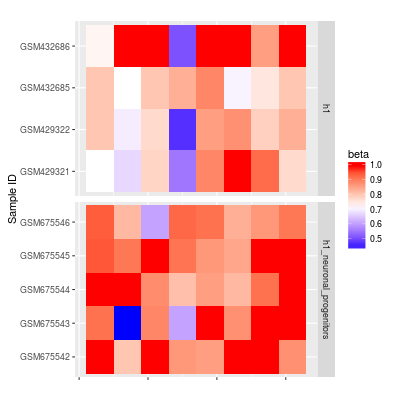 GSM432686
GSM432685
GSM429322
GSM429321
h1
GSM675546
GSM675545
GSM675544
GSM675543
GSM675542
h1_neuronal_progenitors
Sample ID
beta
1.0
0.9
0.8
0.7
0.6
0.5